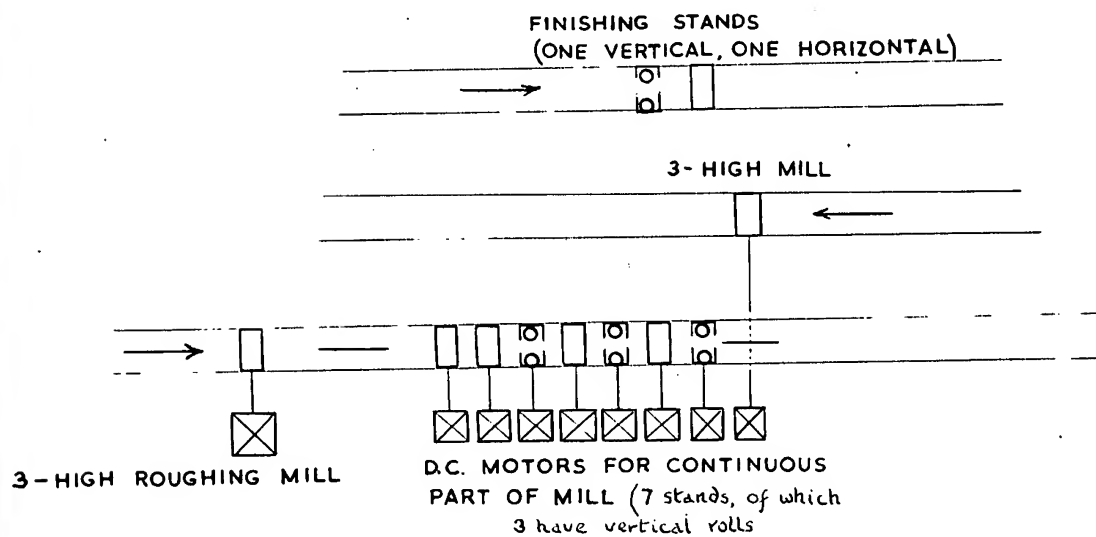 FINISHING STANDS
(ONE VERTICAL, ONE HORIZONTAL)
3-HIGH MILL
3-HIGH ROUGHING MILL
D.C. MOTORS FOR CONTINUOUS
PART OF MILL (7 stands, of which
3 have vertical rolls